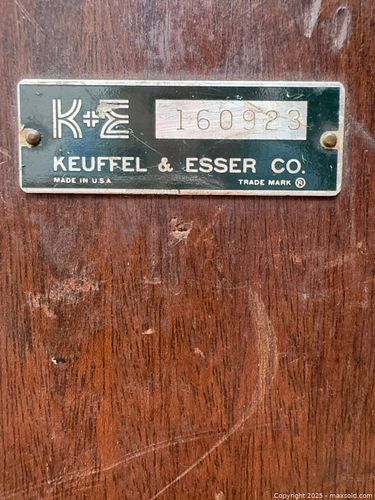 K+E 160923
KEUFFEL & ESSER CO.
MADE IN U.S.A. TRADE MARK ®
Copyright 2025 - maxsold.com